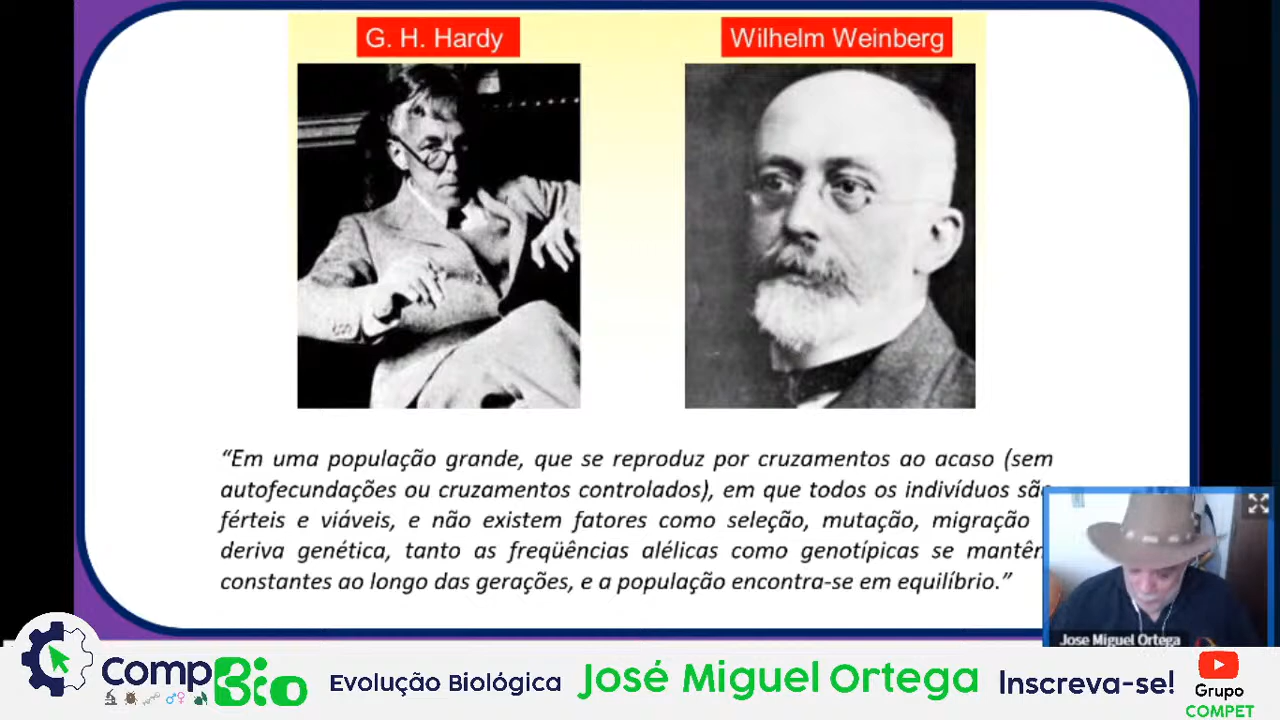 G. H. Hardy
Wilhelm Weinberg
“Em uma população grande, que se reproduz por cruzamentos ao acaso (sem
autofecundações ou cruzamentos controlados), em que todos os indivíduos
férteis e viáveis, e não existem fatores como seleção, mutação, migração
deriva genética, tanto as freqüências alélicas como genotípicas se
constantes ao longo das gerações, e a população encontra-se em equilíbrio.”
Jose Miguel Ortega
CompBio
Evolução Biológica
José Miguel Ortega
Inscreva-se!
Grupo
COMPET